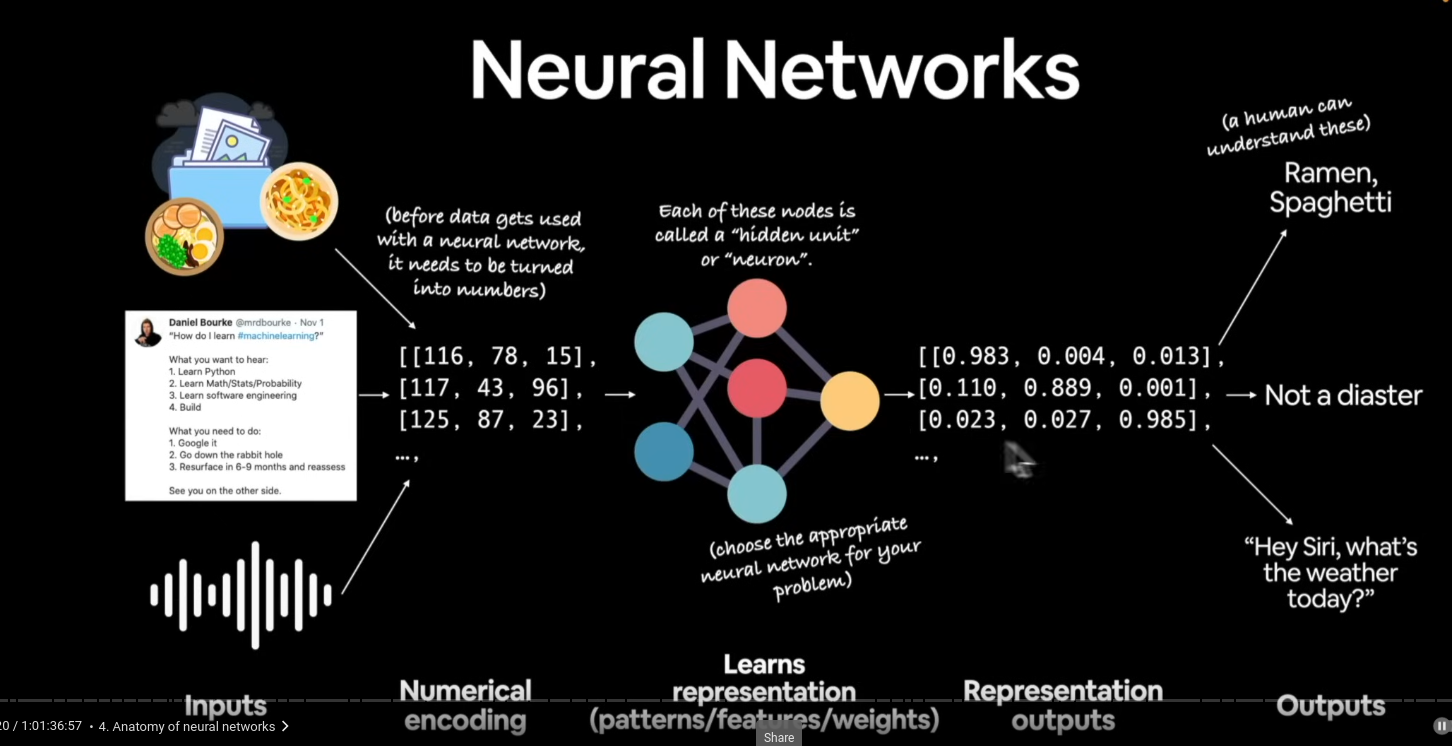 Neural Networks
(a human can
understand these)
Ramen,
Spaghetti
(before data gets used
with a neural network,
it needs to be turned
into numbers)
Each of these nodes is
called a “hidden unit”
or “neuron”.
Daniel Bourke @mrdbourke · Nov 1
“How do I learn #machinelearning?”
What you want to hear:
1. Learn Python
2. Learn Math/Stats/Probability
3. Learn software engineering
4. Build
What you need to do:
1. Google it
2. Go down the rabbit hole
3. Resurface in 6-9 months and reassess
See you on the other side.
[[116, 78, 15],
[117, 43, 96],
[125, 87, 23],
…,
[[0.983, 0.004, 0.013],
[0.110, 0.889, 0.001],
[0.023, 0.027, 0.985],
…,
Not a diaster
(choose the appropriate
neural network for your
problem)
“Hey Siri, what’s
the weather
today?”
Inputs
Numerical
encoding
Learns
representation
(patterns/features/weights)
Representation
outputs
Outputs
20 / 1:01:36:57 • 4. Anatomy of neural networks
Share